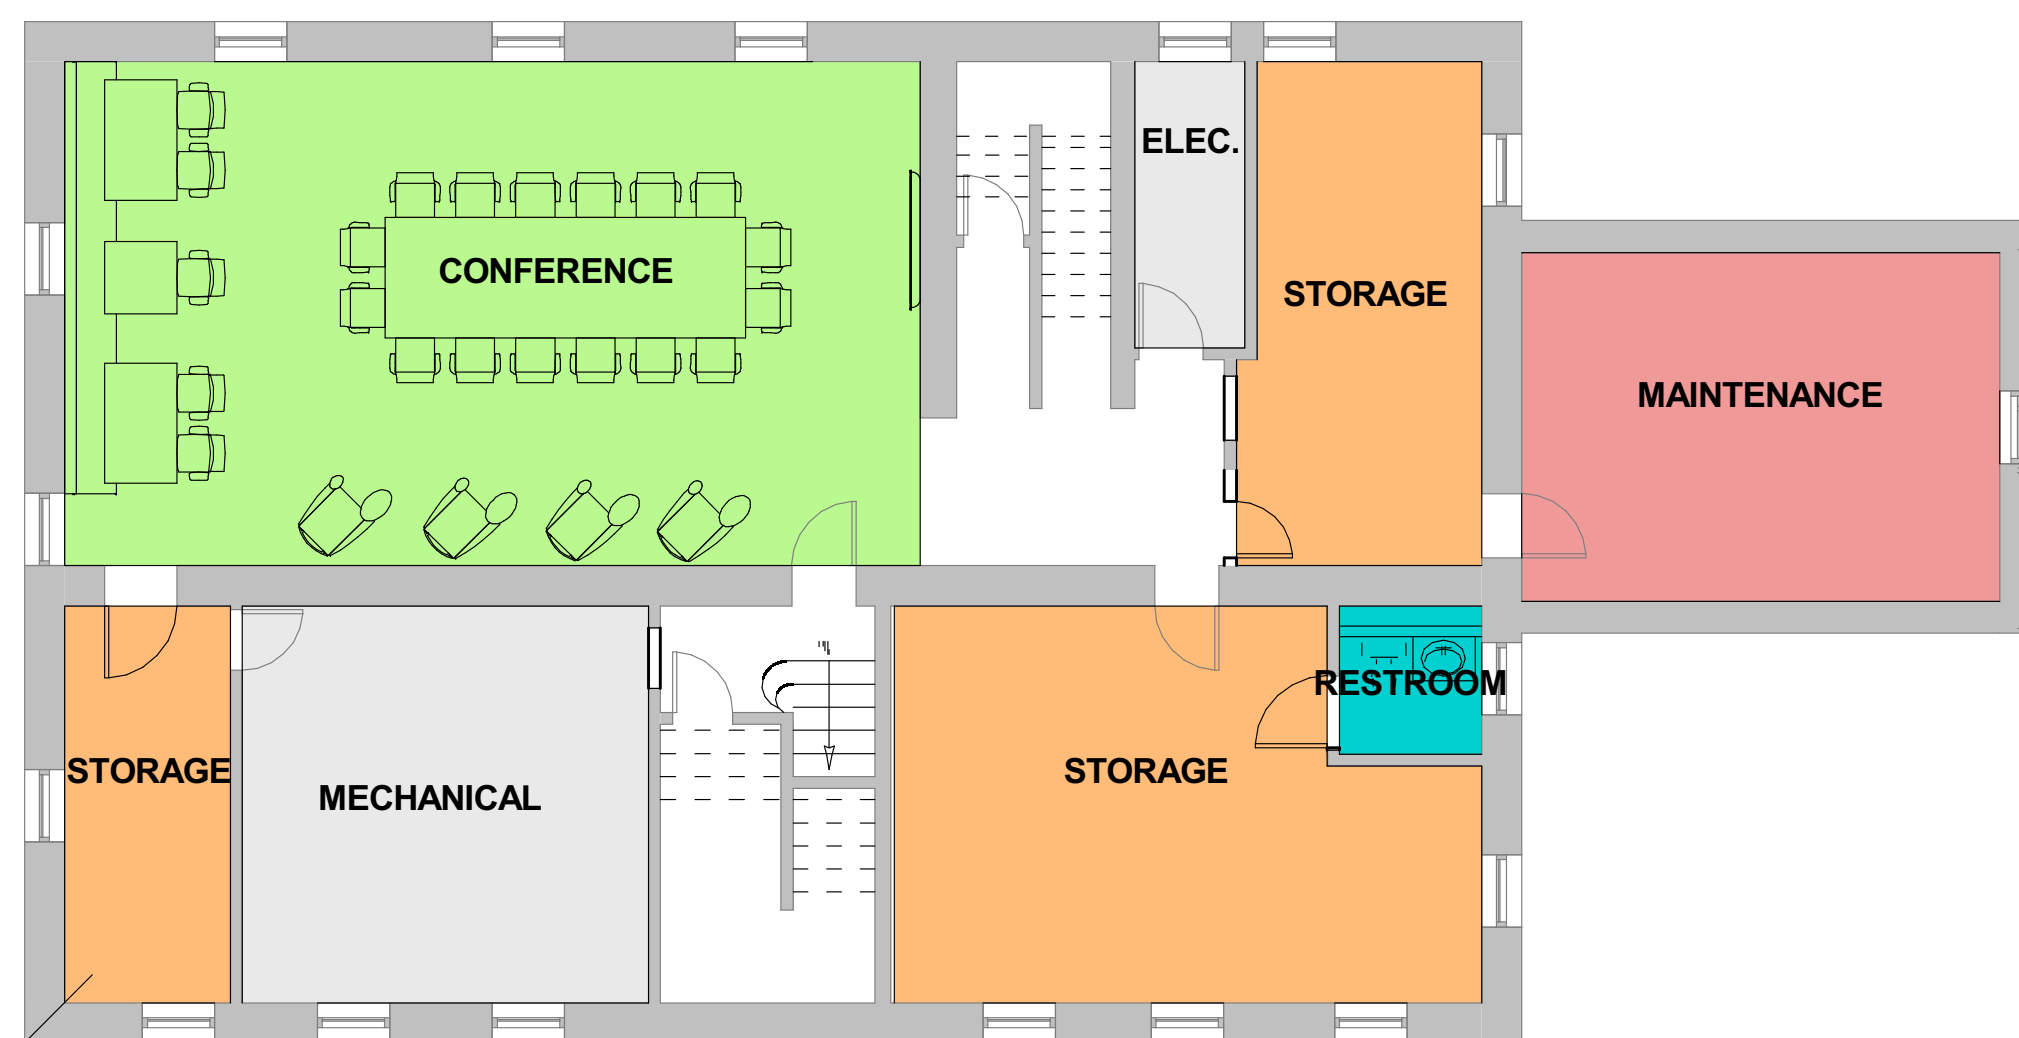 ELEC.
CONFERENCE
STORAGE
MAINTENANCE
RESTROOM
STORAGE
STORAGE
MECHANICAL